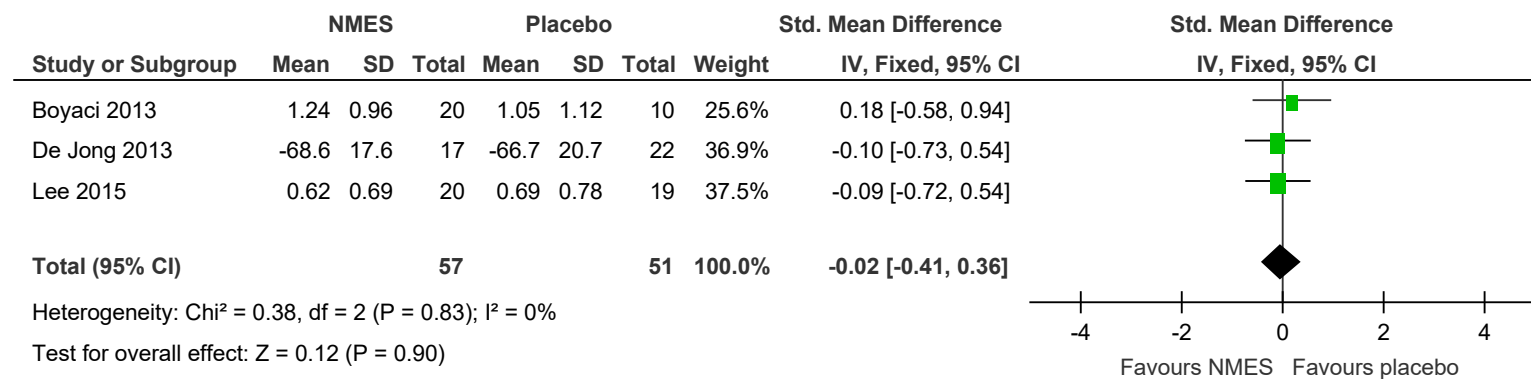 NMES Placebo Std. Mean Difference Std. Mean Difference
Study or Subgroup Mean SD Total Mean SD Total Weight IV, Fixed, 95% CI IV, Fixed, 95% CI
Boyaci 2013 1.24 0.96 20 1.05 1.12 10 25.6% 0.18 [-0.58, 0.94]
De Jong 2013 -68.6 17.6 17 -66.7 20.7 22 36.9% -0.10 [-0.73, 0.54]
Lee 2015 0.62 0.69 20 0.69 0.78 19 37.5% -0.09 [-0.72, 0.54]
Total (95% CI) 57 51 100.0% -0.02 [-0.41, 0.36]
Heterogeneity: Chi² = 0.38, df = 2 (P = 0.83); I² = 0%
Test for overall effect: Z = 0.12 (P = 0.90)
-4 -2 0 2 4
Favours NMES Favours placebo